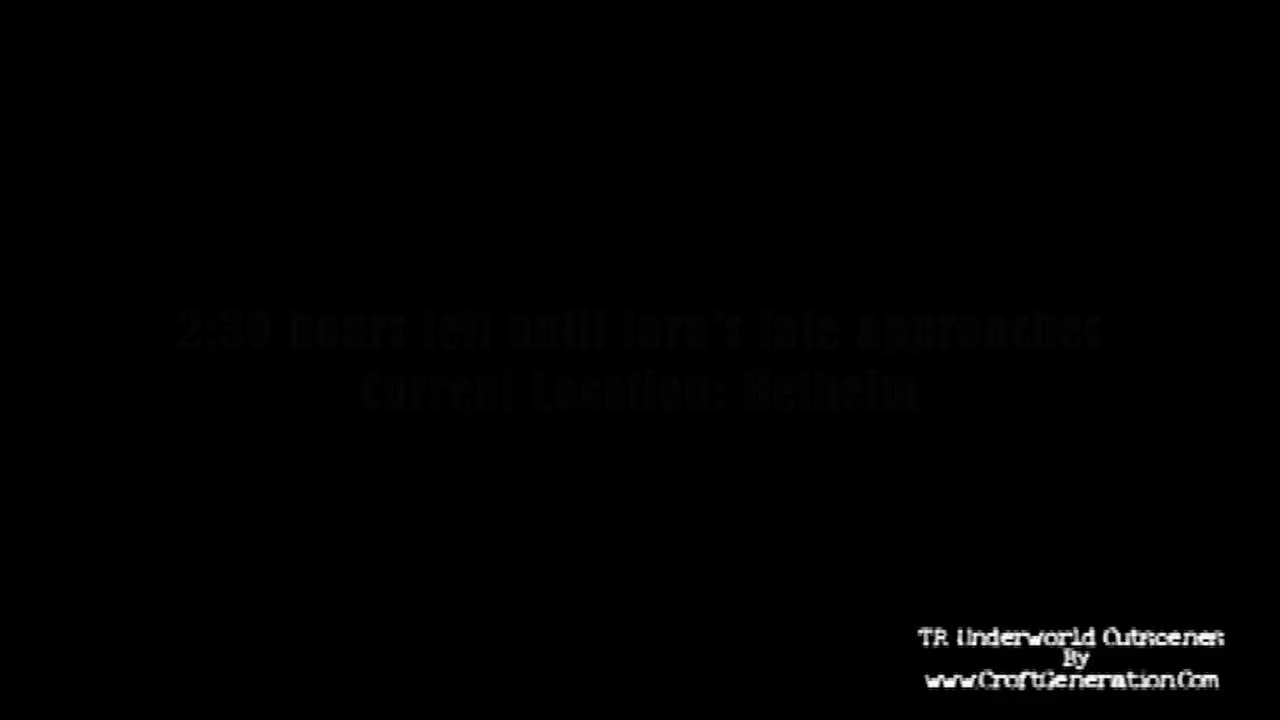 2:30 hours left until lara's fate approaches
Current Location: Helheim
TR Underworld Cutscenes
By
www.CroftGeneration.Com